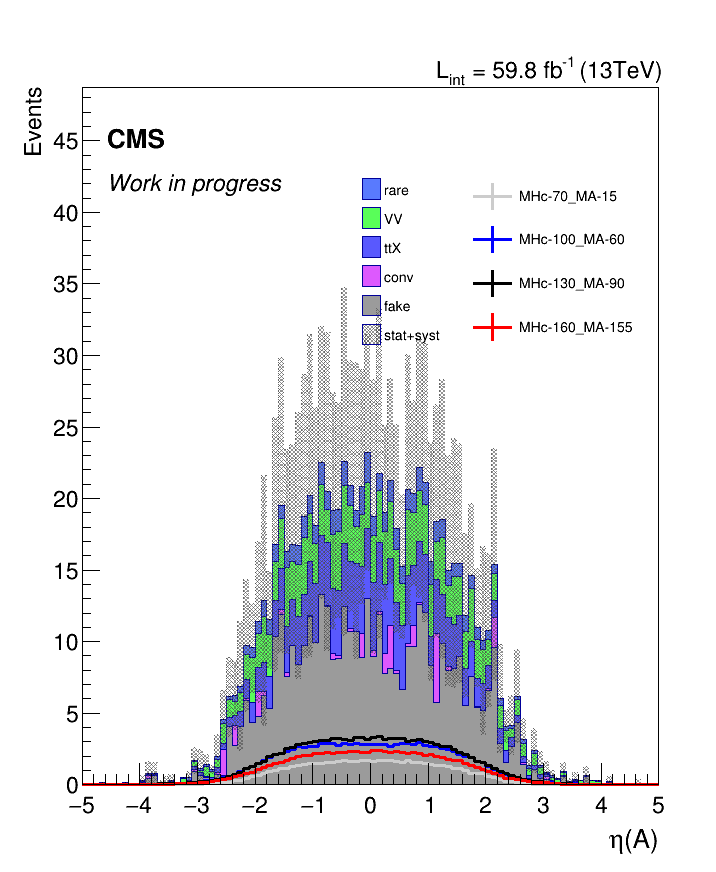 L_int = 59.8 fb^-1 (13TeV)
Events
CMS
Work in progress
rare
VV
ttX
conv
fake
stat+syst
MHc-70_MA-15
MHc-100_MA-60
MHc-130_MA-90
MHc-160_MA-155
45
40
35
30
25
20
15
10
5
0
−5 −4 −3 −2 −1 0 1 2 3 4 5
η(A)